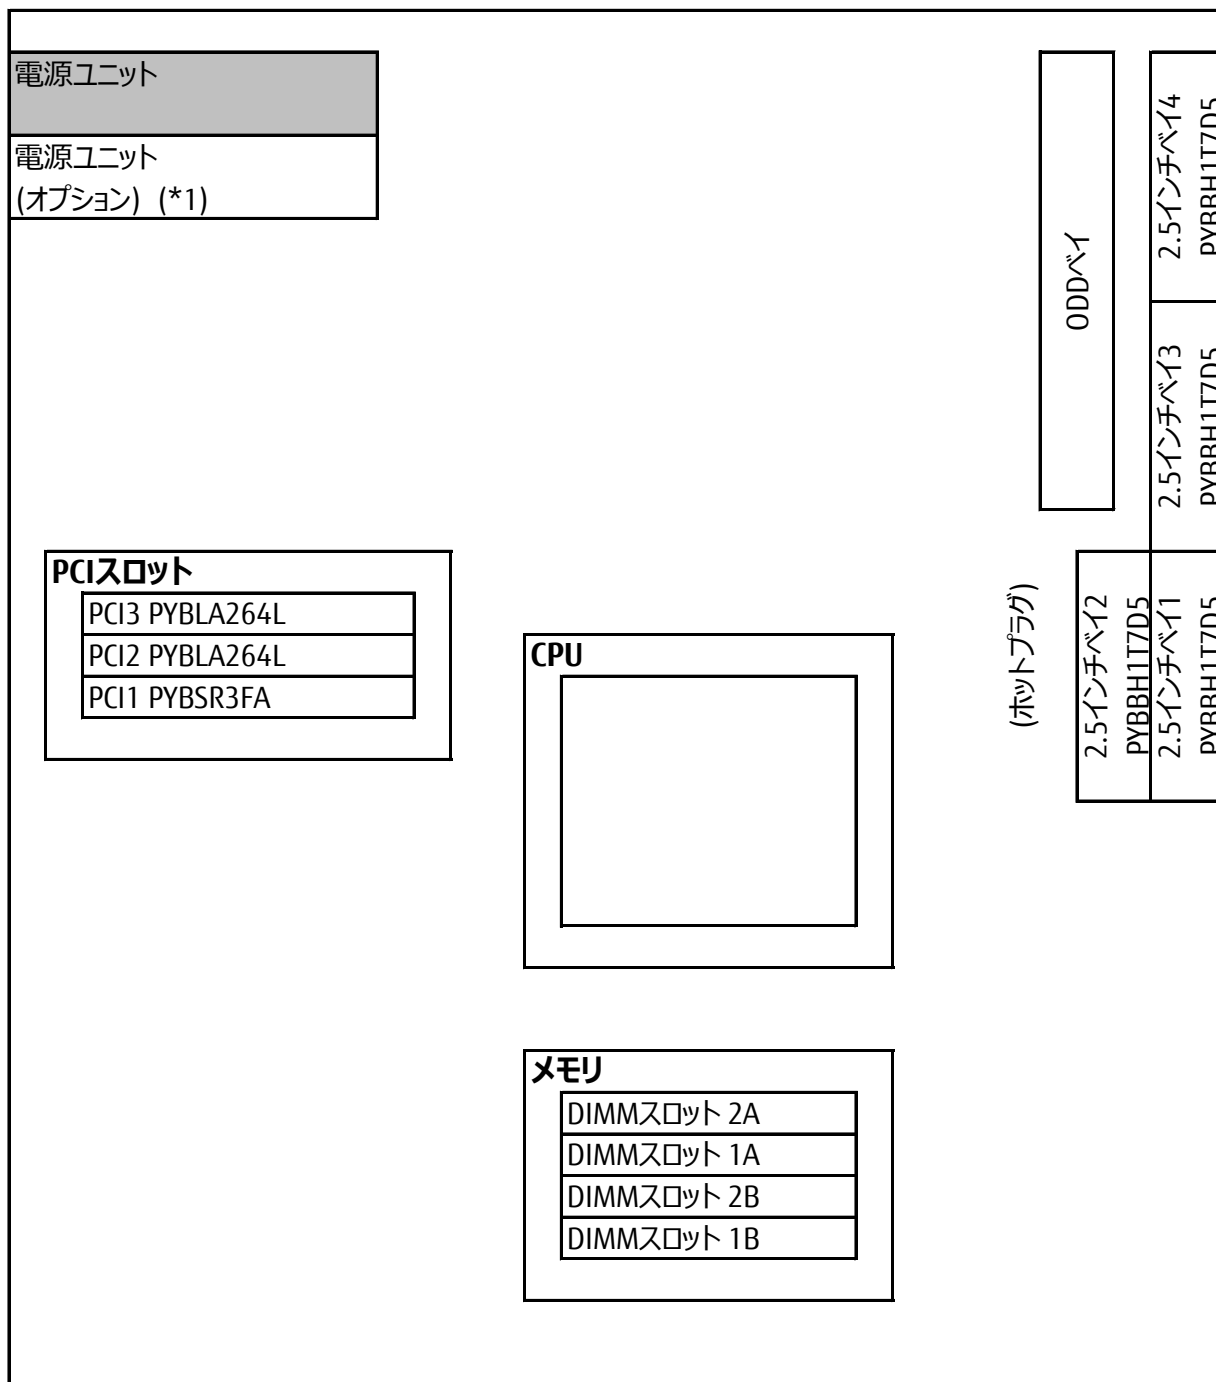 電源ユニット
電源ユニット
(オプション) (*1)
ODDベイ
2.5インチベイ4
PYBBH1T7D5
2.5インチベイ3
PYBBH1T7D5
PCIスロット
PCI3 PYBLA264L
PCI2 PYBLA264L
PCI1 PYBSR3FA
CPU
(ホットプラグ)
2.5インチベイ2
PYBBH1T7D5
2.5インチベイ1
PYBBH1T7D5
メモリ
DIMMスロット 2A
DIMMスロット 1A
DIMMスロット 2B
DIMMスロット 1B